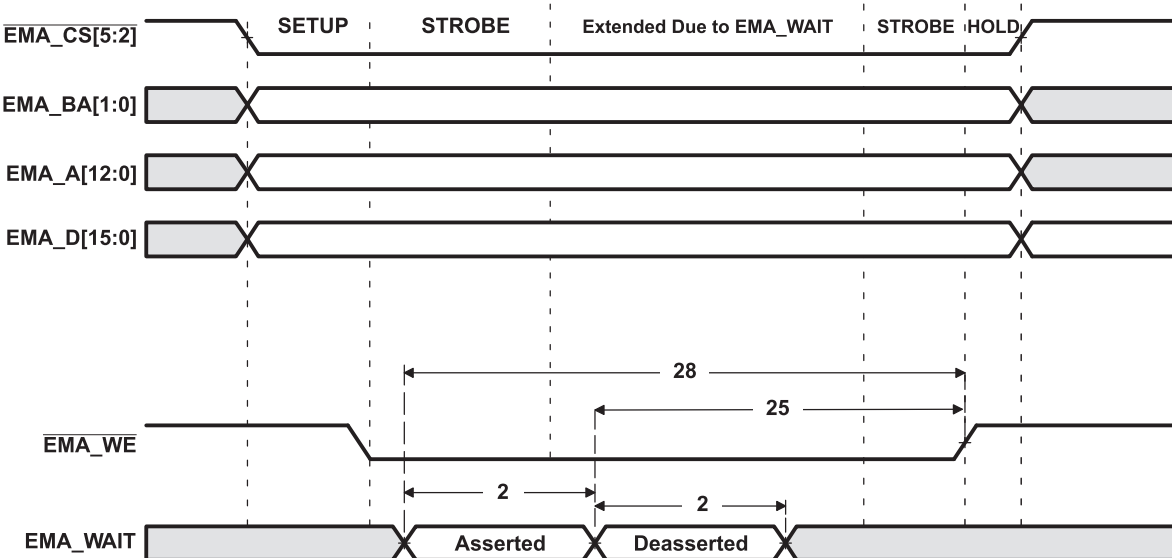 SETUP STROBE Extended Due to EMA_WAIT STROBE HOLD
EMA_CS[5:2]
EMA_BA[1:0]
EMA_A[12:0]
EMA_D[15:0]
28
25
EMA_WE
2
2
EMA_WAIT Asserted Deasserted